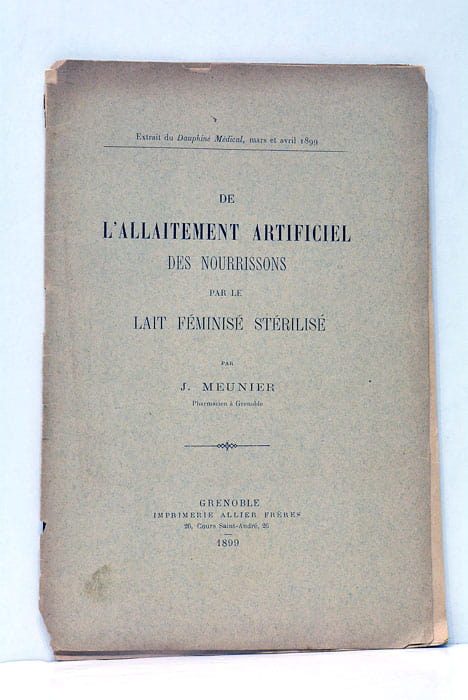 Extrait du Dauphiné Médical, mars et avril 1899
DE
L'ALLAITEMENT ARTIFICIEL
DES NOURRISSONS
PAR LE
LAIT FÉMINISÉ STÉRILISÉ
PAR
J. MEUNIER
Pharmacien à Grenoble
GRENOBLE
IMPRIMERIE ALLIER FRÈRES
26, Cours Saint-André, 26
1899